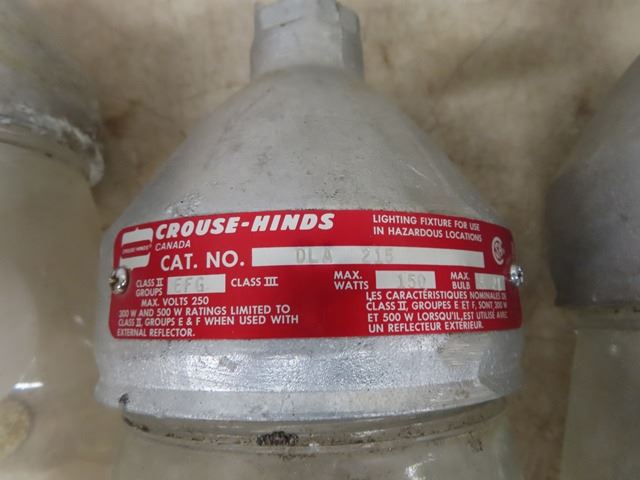 CROUSE-HINDS
CROUSE-HINDS
CANADA
LIGHTING FIXTURE FOR USE
IN HAZARDOUS LOCATIONS
CAT. NO. DLA 215
CLASS II GROUPS EFG CLASS III
MAX. WATTS 150 MAX. BULB
MAX. VOLTS 250
300 W AND 500 W RATINGS LIMITED TO
CLASS II, GROUPS E & F WHEN USED WITH
EXTERNAL REFLECTOR.
LES CARACTÉRISTIQUES NOMINALES DE
CLASS II, GROUPES E ET F, SONT 300 W
ET 500 W LORSQU'IL EST UTILISÉ AVEC
UN REFLECTEUR EXTÉRIEUR.